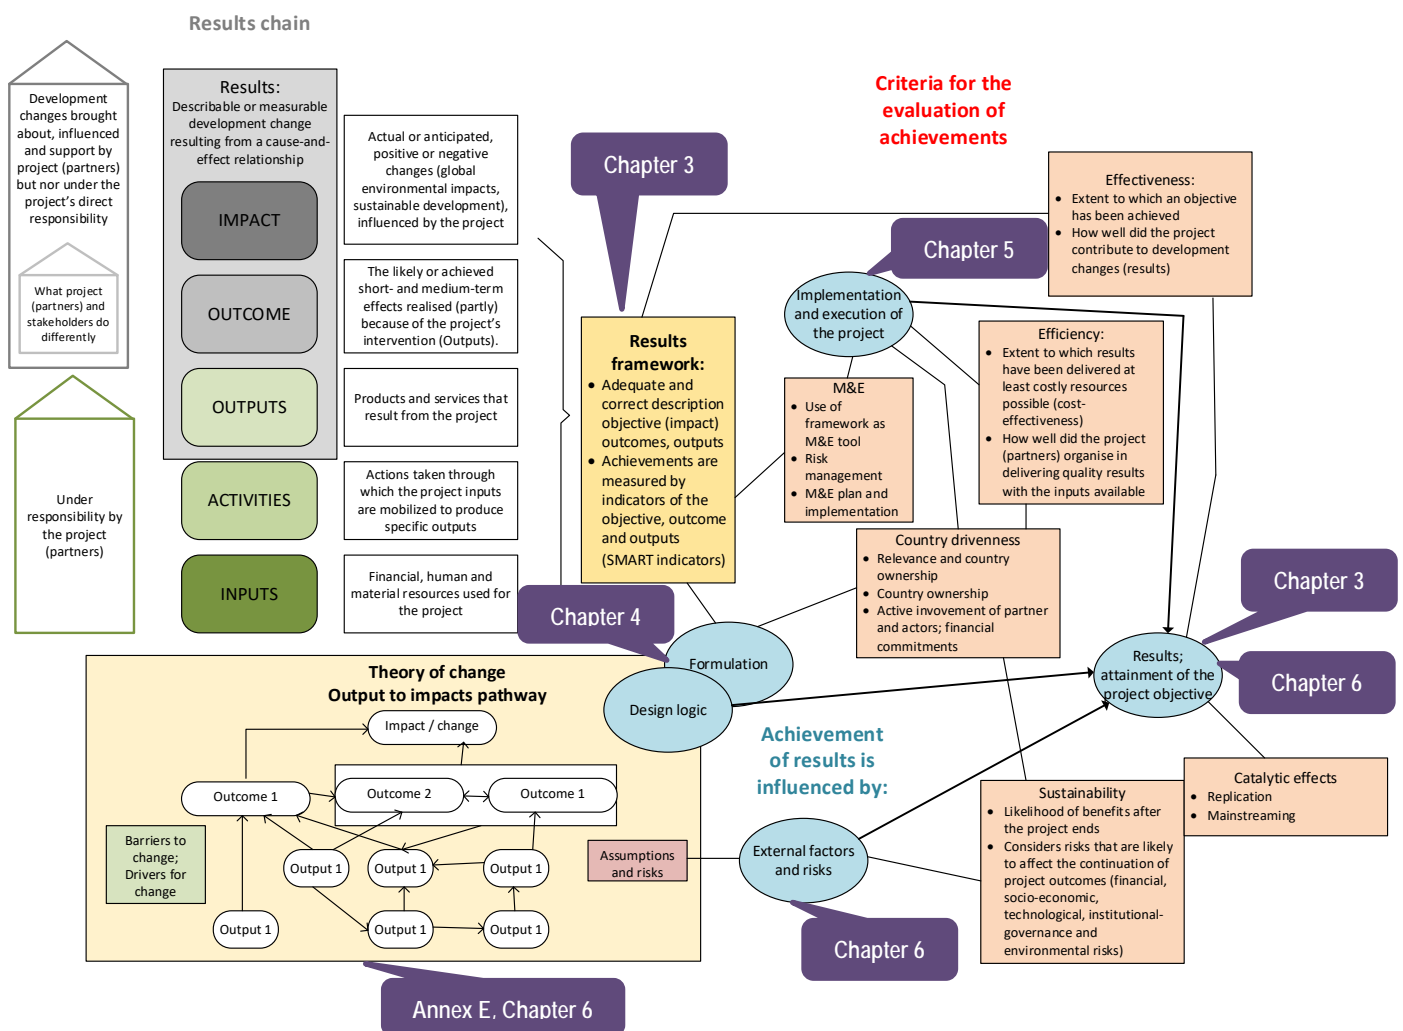 Results chain
Development
changes brought
about, influenced
and support by
project (partners)
but nor under the
project's direct
responsibility
What project
(partners) and
stakeholders do
differently
Under
responsibility by
the project
(partners)
Results:
Describable or measurable
development change
resulting from a cause-and-
effect relationship
IMPACT
OUTCOME
OUTPUTS
ACTIVITIES
INPUTS
Actual or anticipated,
positive or negative
changes (global
environmental impacts,
sustainable development),
influenced by the project
The likely or achieved
short- and medium-term
effects realised (partly)
because of the project's
intervention (Outputs).
Products and services that
result from the project
Actions taken through
which the project inputs
are mobilized to produce
specific outputs
Financial, human and
material resources used for
the project
Chapter 3
Results
framework:
• Adequate and
correct description
objective (impact)
outcomes, outputs
• Achievements are
measured by
indicators of the
objective, outcome
and outputs
(SMART indicators)
Criteria for the
evaluation of
achievements
Chapter 5
Implementation
and execution of
the project
Effectiveness:
• Extent to which an objective
has been achieved
• How well did the project
contribute to development
changes (results)
Efficiency:
• Extent to which results
have been delivered at
least costly resources
possible (cost-
effectiveness)
• How well did the project
(partners) organise in
delivering quality results
with the inputs available
M&E
• Use of
framework as
M&E tool
• Risk
management
• M&E plan and
implementation
Country drivenness
• Relevance and country
ownership
• Country ownership
• Active invovement of partner
and actors; financial
commitments
Chapter 4
Formulation
Design logic
Chapter 3
Results;
attainment of the
project objective
Chapter 6
Achievement
of results is
influenced by:
Theory of change
Output to impacts pathway
Impact / change
Outcome 1
Outcome 2
Outcome 1
Barriers to
change;
Drivers for
change
Output 1
Output 1
Output 1
Output 1
Output 1
Output 1
Assumptions
and risks
External factors
and risks
Chapter 6
Sustainability
• Likelihood of benefits after
the project ends
• Considers risks that are likely
to affect the continuation of
project outcomes (financial,
socio-economic,
technological, institutional-
governance and
environmental risks)
Catalytic effects
• Replication
• Mainstreaming
Annex E, Chapter 6